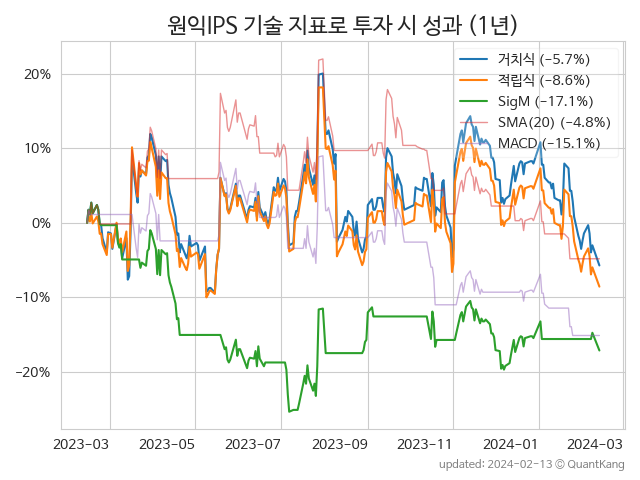 원익IPS 기술 지표로 투자 시 성과 (1년)
거치식 (−5.7%)
적립식 (−8.6%)
SigM (−17.1%)
SMA(20) (−4.8%)
MACD (−15.1%)
20%
10%
0%
−10%
−20%
2023-03 2023-05 2023-07 2023-09 2023-11 2024-01 2024-03
updated: 2024-02-13 © QuantKang